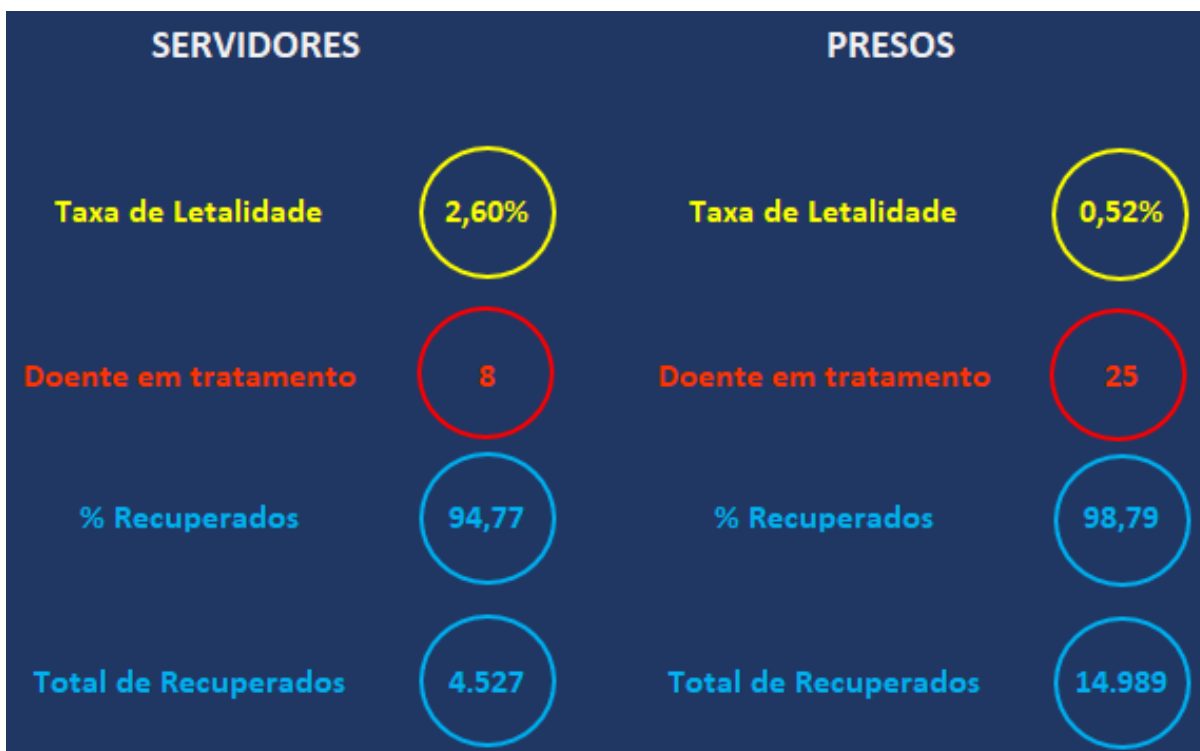 SERVIDORES
Taxa de Letalidade 2,60%
Doente em tratamento 8
% Recuperados 94,77
Total de Recuperados 4.527
PRESOS
Taxa de Letalidade 0,52%
Doente em tratamento 25
% Recuperados 98,79
Total de Recuperados 14.989